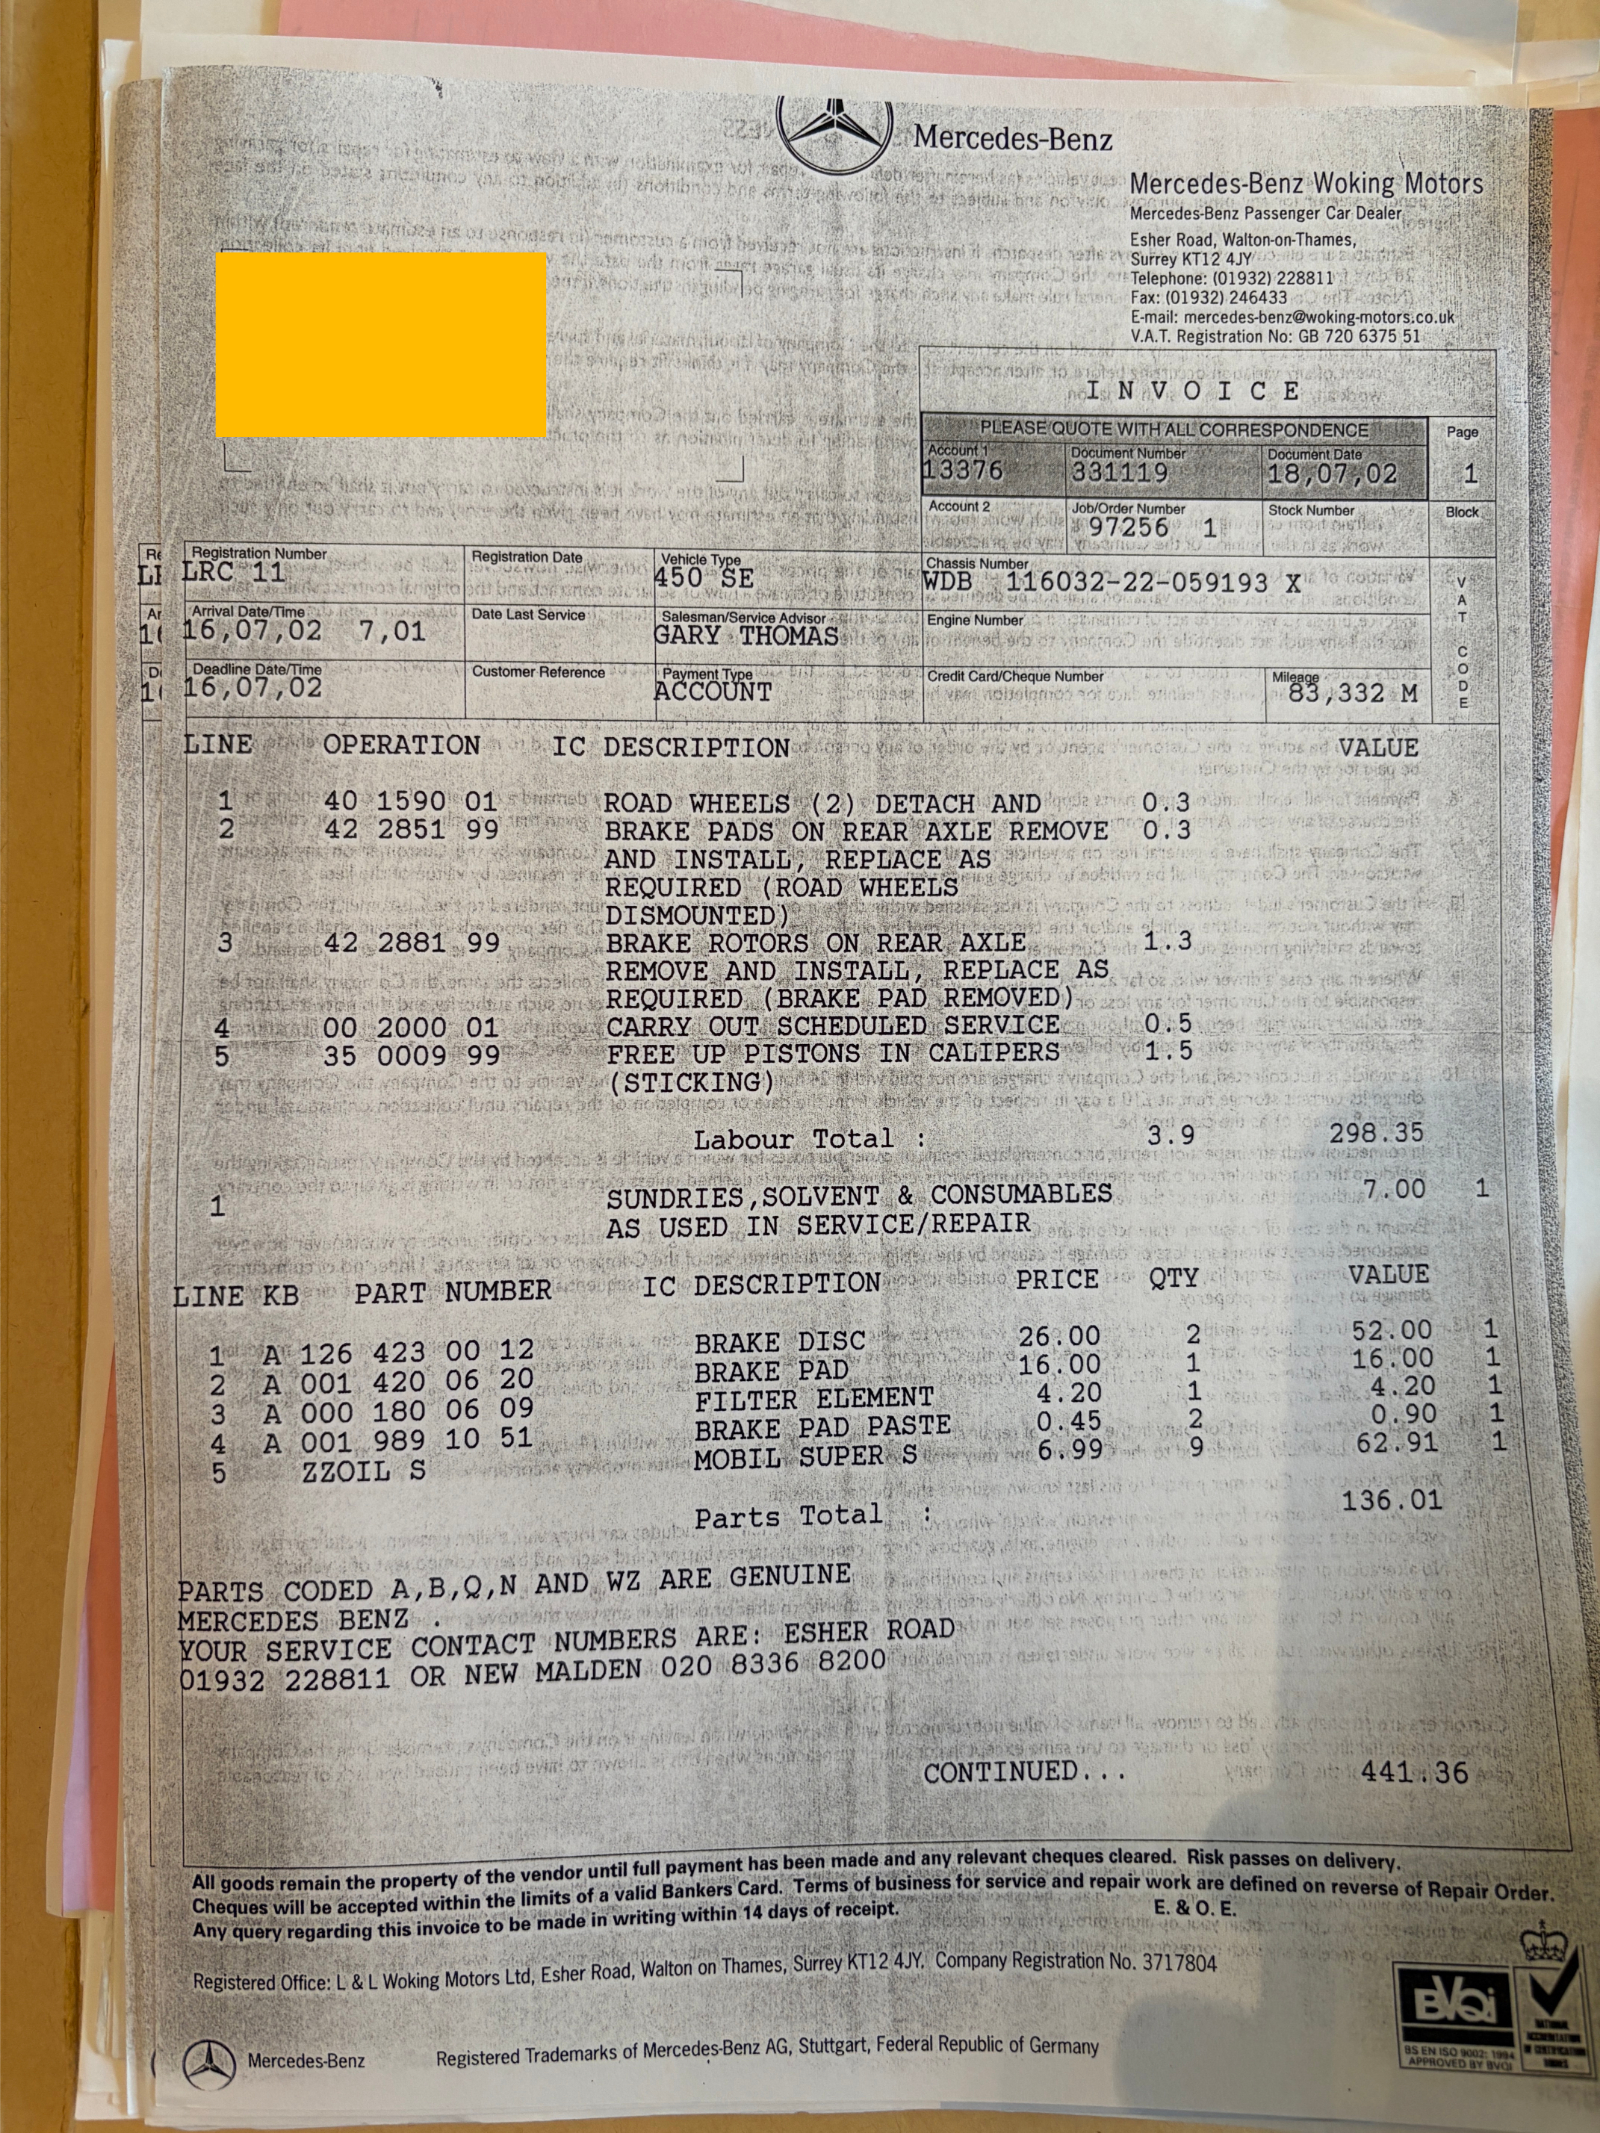 Mercedes-Benz
Mercedes-Benz Woking Motors
Mercedes-Benz Passenger Car Dealer
Esher Road, Walton-on-Thames,
Surrey KT12 4JY
Telephone: (01932) 228811
Fax: (01932) 246433
E-mail: mercedes-benz@woking-motors.co.uk
V.A.T. Registration No: GB 720 6375 51
INVOICE
PLEASE QUOTE WITH ALL CORRESPONDENCE Page
Account 1 Document Number Document Date
13376 331119 18,07,02 1
Account 2 Job/Order Number Stock Number Block
97256 1
Registration Number Registration Date Vehicle Type Chassis Number VAT CODE
LRC 11 450 SE WDB 116032-22-059193 X
Arrival Date/Time Date Last Service Salesman/Service Advisor Engine Number
16,07,02 7,01 GARY THOMAS
Deadline Date/Time Customer Reference Payment Type Credit Card/Cheque Number Mileage
16,07,02 ACCOUNT 83,332 M
LINE OPERATION IC DESCRIPTION VALUE
1 40 1590 01 ROAD WHEELS (2) DETACH AND 0.3
2 42 2851 99 BRAKE PADS ON REAR AXLE REMOVE 0.3
AND INSTALL, REPLACE AS
REQUIRED (ROAD WHEELS
DISMOUNTED)
3 42 2881 99 BRAKE ROTORS ON REAR AXLE 1.3
REMOVE AND INSTALL, REPLACE AS
REQUIRED (BRAKE PAD REMOVED)
4 00 2000 01 CARRY OUT SCHEDULED SERVICE 0.5
5 35 0009 99 FREE UP PISTONS IN CALIPERS 1.5
(STICKING)
Labour Total : 3.9 298.35
1 SUNDRIES,SOLVENT & CONSUMABLES 7.00 1
AS USED IN SERVICE/REPAIR
LINE KB PART NUMBER IC DESCRIPTION PRICE QTY VALUE
1 A 126 423 00 12 BRAKE DISC 26.00 2 52.00 1
2 A 001 420 06 20 BRAKE PAD 16.00 1 16.00 1
3 A 000 180 06 09 FILTER ELEMENT 4.20 1 4.20 1
4 A 001 989 10 51 BRAKE PAD PASTE 0.45 2 0.90 1
5 ZZOIL S MOBIL SUPER S 6.99 9 62.91 1
Parts Total : 136.01
PARTS CODED A,B,Q,N AND WZ ARE GENUINE
MERCEDES BENZ .
YOUR SERVICE CONTACT NUMBERS ARE: ESHER ROAD
01932 228811 OR NEW MALDEN 020 8336 8200
CONTINUED... 441.36
All goods remain the property of the vendor until full payment has been made and any relevant cheques cleared. Risk passes on delivery.
Cheques will be accepted within the limits of a valid Bankers Card. Terms of business for service and repair work are defined on reverse of Repair Order.
Any query regarding this invoice to be made in writing within 14 days of receipt. E. & O. E.
Registered Office: L & L Woking Motors Ltd, Esher Road, Walton on Thames, Surrey KT12 4JY. Company Registration No. 3717804
BVQi
BS EN ISO 9002: 1994
APPROVED BY BVQI
Mercedes-Benz Registered Trademarks of Mercedes-Benz AG, Stuttgart, Federal Republic of Germany